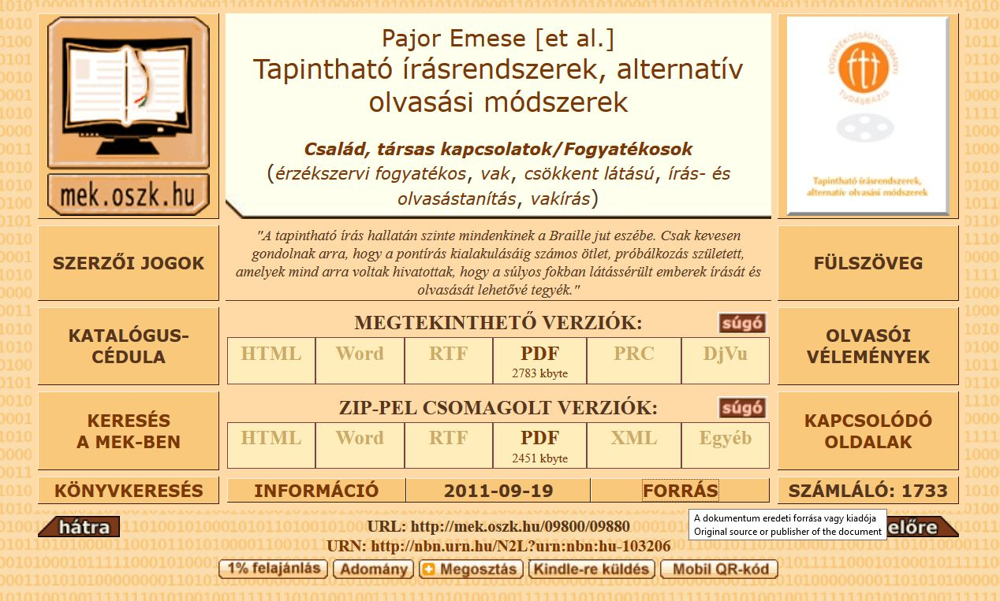 mek.oszk.hu
Pajor Emese [et al.]
Tapintható írásrendszerek, alternatív
olvasási módszerek
Család, társas kapcsolatok/Fogyatékosok
(érzékszervi fogyatékos, vak, csökkent látású, írás- és
olvasástanítás, vakírás)
FOGYATÉKOSSÁGTUDOMÁNYI
TUDÁSBÁZIS
Tapintható írásrendszerek,
alternatív olvasási módszerek
SZERZŐI JOGOK
"A tapintható írás hallatán szinte mindenkinek a Braille jut eszébe. Csak kevesen
gondolnak arra, hogy a pontírás kialakulásáig számos ötlet, próbálkozás született,
amelyek mind arra voltak hivatottak, hogy a súlyos fokban látássérült emberek írását és
olvasását lehetővé tegyék."
FÜLSZÖVEG
KATALÓGUS-
CÉDULA
MEGTEKINTHETŐ VERZIÓK:
súgó
HTML Word RTF PDF PRC DjVu
2783 kbyte
OLVASÓI
VÉLEMÉNYEK
KERESÉS
A MEK-BEN
ZIP-PEL CSOMAGOLT VERZIÓK:
súgó
HTML Word RTF PDF XML Egyéb
2451 kbyte
KAPCSOLÓDÓ
OLDALAK
KÖNYVKERESÉS
INFORMÁCIÓ
2011-09-19
FORRÁS
SZÁMLÁLÓ: 1733
hátra
URL: http://mek.oszk.hu/09800/09880
URN: http://nbn.urn.hu/N2L?urn:nbn:hu-103206
A dokumentum eredeti forrása vagy kiadója
Original source or publisher of the document
előre
1% felajánlás
Adomány
Megosztás
Kindle-re küldés
Mobil QR-kód